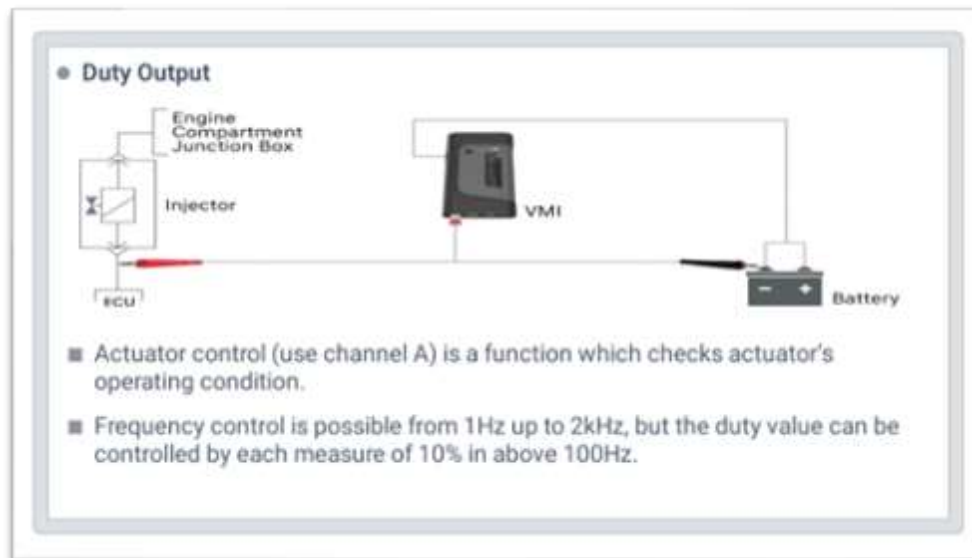 Duty Output
Engine
Compartment
Junction Box
Injector
VMI
ECU
− +
Battery
Actuator control (use channel A) is a function which checks actuator's
operating condition.
Frequency control is possible from 1Hz up to 2kHz, but the duty value can be
controlled by each measure of 10% in above 100Hz.